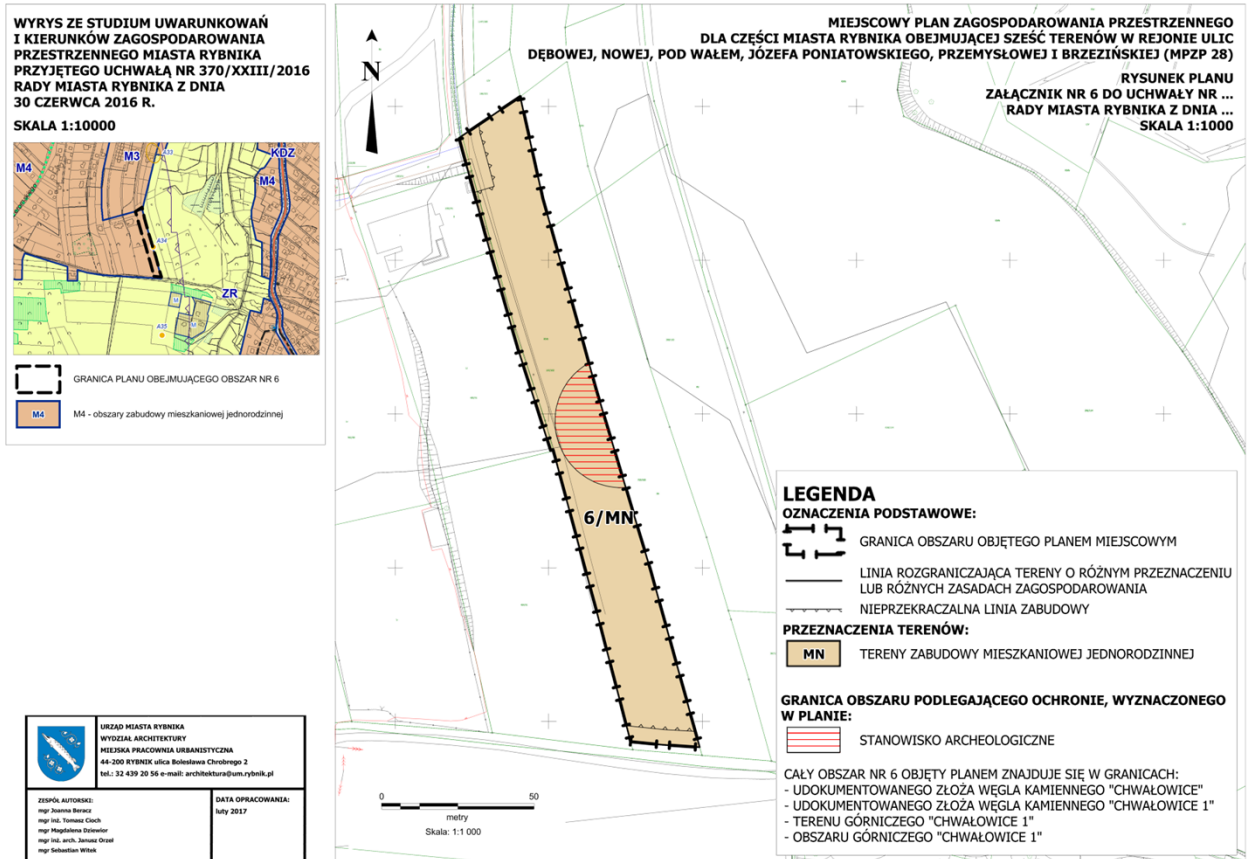 WYRYS ZE STUDIUM UWARUNKOWAŃ
I KIERUNKÓW ZAGOSPODAROWANIA
PRZESTRZENNEGO MIASTA RYBNIKA
PRZYJĘTEGO UCHWAŁĄ NR 370/XXIII/2016
RADY MIASTA RYBNIKA Z DNIA
30 CZERWCA 2016 R.
SKALA 1:10000
M4
M3
A33
KDZ
M4
A34
ZR
M
M
A35
GRANICA PLANU OBEJMUJĄCEGO OBSZAR NR 6
M4
M4 - obszary zabudowy mieszkaniowej jednorodzinnej
MIEJSCOWY PLAN ZAGOSPODAROWANIA PRZESTRZENNEGO
DLA CZĘŚCI MIASTA RYBNIKA OBEJMUJĄCEJ SZEŚĆ TERENÓW W REJONIE ULIC
DĘBOWEJ, NOWEJ, POD WAŁEM, JÓZEFA PONIATOWSKIEGO, PRZEMYSŁOWEJ I BRZEZIŃSKIEJ (MPZP 28)
RYSUNEK PLANU
ZAŁĄCZNIK NR 6 DO UCHWAŁY NR ...
RADY MIASTA RYBNIKA Z DNIA ...
SKALA 1:1000
N
6/MN
LEGENDA
OZNACZENIA PODSTAWOWE:
GRANICA OBSZARU OBJĘTEGO PLANEM MIEJSCOWYM
LINIA ROZGRANICZAJĄCA TERENY O RÓŻNYM PRZEZNACZENIU
LUB RÓŻNYCH ZASADACH ZAGOSPODAROWANIA
NIEPRZEKRACZALNA LINIA ZABUDOWY
PRZEZNACZENIA TERENÓW:
MN
TERENY ZABUDOWY MIESZKANIOWEJ JEDNORODZINNEJ
GRANICA OBSZARU PODLEGAJĄCEGO OCHRONIE, WYZNACZONEGO
W PLANIE:
STANOWISKO ARCHEOLOGICZNE
CAŁY OBSZAR NR 6 OBJĘTY PLANEM ZNAJDUJE SIĘ W GRANICACH:
- UDOKUMENTOWANEGO ZŁOŻA WĘGLA KAMIENNEGO "CHWAŁOWICE"
- UDOKUMENTOWANEGO ZŁOŻA WĘGLA KAMIENNEGO "CHWAŁOWICE 1"
- TERENU GÓRNICZEGO "CHWAŁOWICE 1"
- OBSZARU GÓRNICZEGO "CHWAŁOWICE 1"
URZĄD MIASTA RYBNIKA
WYDZIAŁ ARCHITEKTURY
MIEJSKA PRACOWNIA URBANISTYCZNA
44-200 RYBNIK ulica Bolesława Chrobrego 2
tel.: 32 439 20 56 e-mail: architektura@um.rybnik.pl
ZESPÓŁ AUTORSKI:
mgr Joanna Beracz
mgr inż. Tomasz Cioch
mgr Magdalena Dziewior
mgr inż. arch. Janusz Orzeł
mgr Sebastian Witek
DATA OPRACOWANIA:
luty 2017
0 50
metry
Skala: 1:1 000